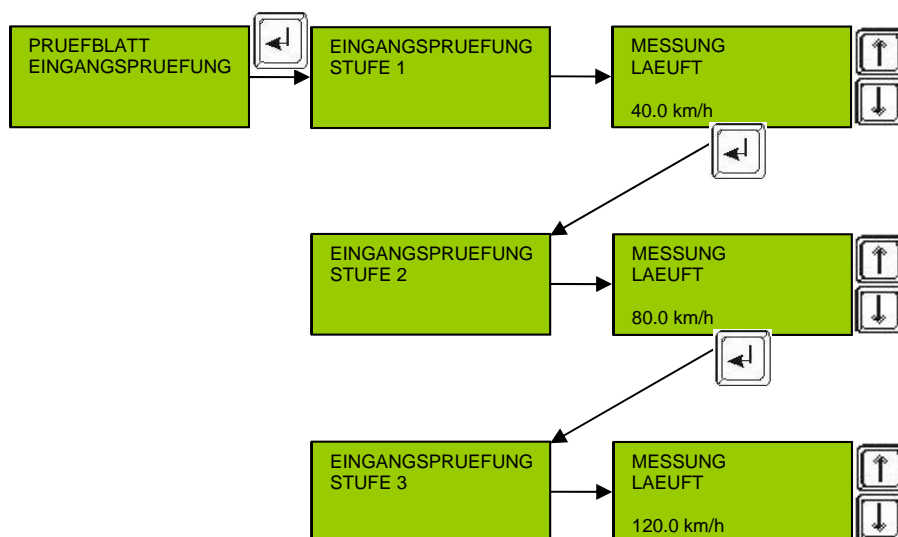 PRUEFBLATT
EINGANGSPRUEFUNG
EINGANGSPRUEFUNG
STUFE 1
MESSUNG
LAEUFT
40.0 km/h
EINGANGSPRUEFUNG
STUFE 2
MESSUNG
LAEUFT
80.0 km/h
EINGANGSPRUEFUNG
STUFE 3
MESSUNG
LAEUFT
120.0 km/h